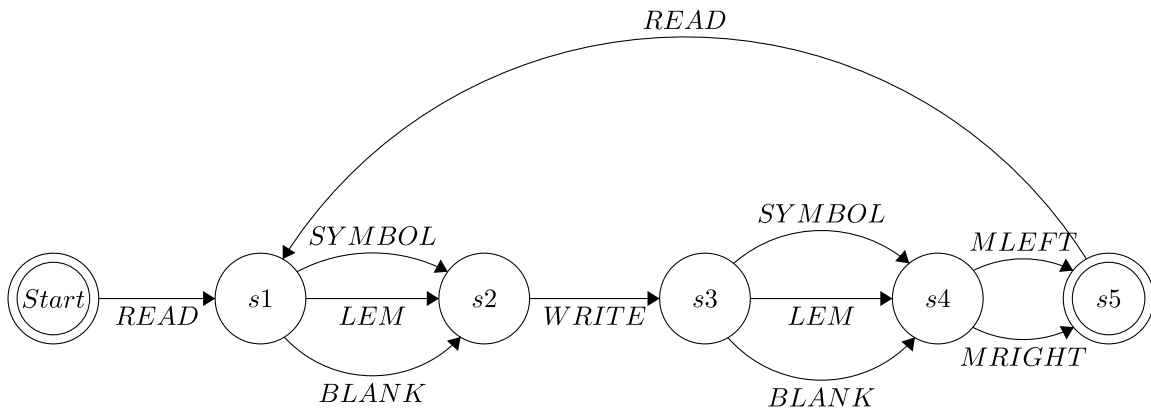 READ
SYMBOL
SYMBOL
MLEFT
Start
s1
s2
s3
s4
s5
READ
LEM
WRITE
LEM
MRIGHT
BLANK
BLANK